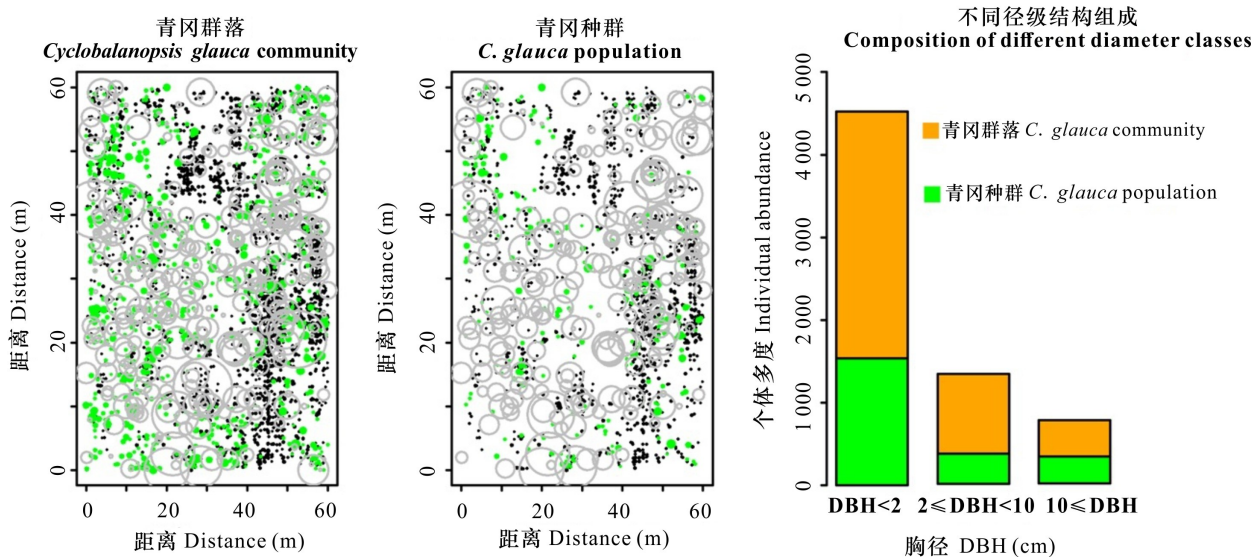 青冈群落
Cyclobalanopsis glauca community
60
40
20
0
距离 Distance (m)
0 20 40 60
距离 Distance (m)
青冈种群
C. glauca population
60
40
20
0
距离 Distance (m)
0 20 40 60
距离 Distance (m)
不同径级结构组成
Composition of different diameter classes
5 000
4 000
3 000
2 000
1 000
0
个体多度 Individual abundance
青冈群落 C. glauca community
青冈种群 C. glauca population
DBH<2 2≤DBH<10 10≤DBH
胸径 DBH (cm)